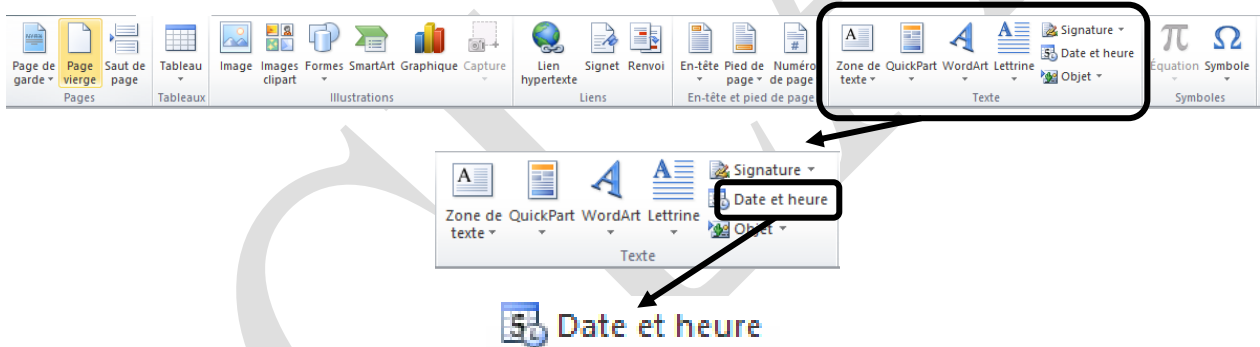 Page de garde
Page vierge
Saut de page
Pages
Tableau
Tableaux
Image
Images clipart
Formes
SmartArt
Graphique
Capture
Illustrations
Lien hypertexte
Signet
Renvoi
Liens
En-tête
Pied de page
Numéro de page
En-tête et pied de page
Zone de texte
QuickPart
WordArt
Lettrine
Signature
Date et heure
Objet
Texte
Équation
Symbole
Symboles
Zone de texte
QuickPart
WordArt
Lettrine
Signature
Date et heure
Objet
Texte
Date et heure